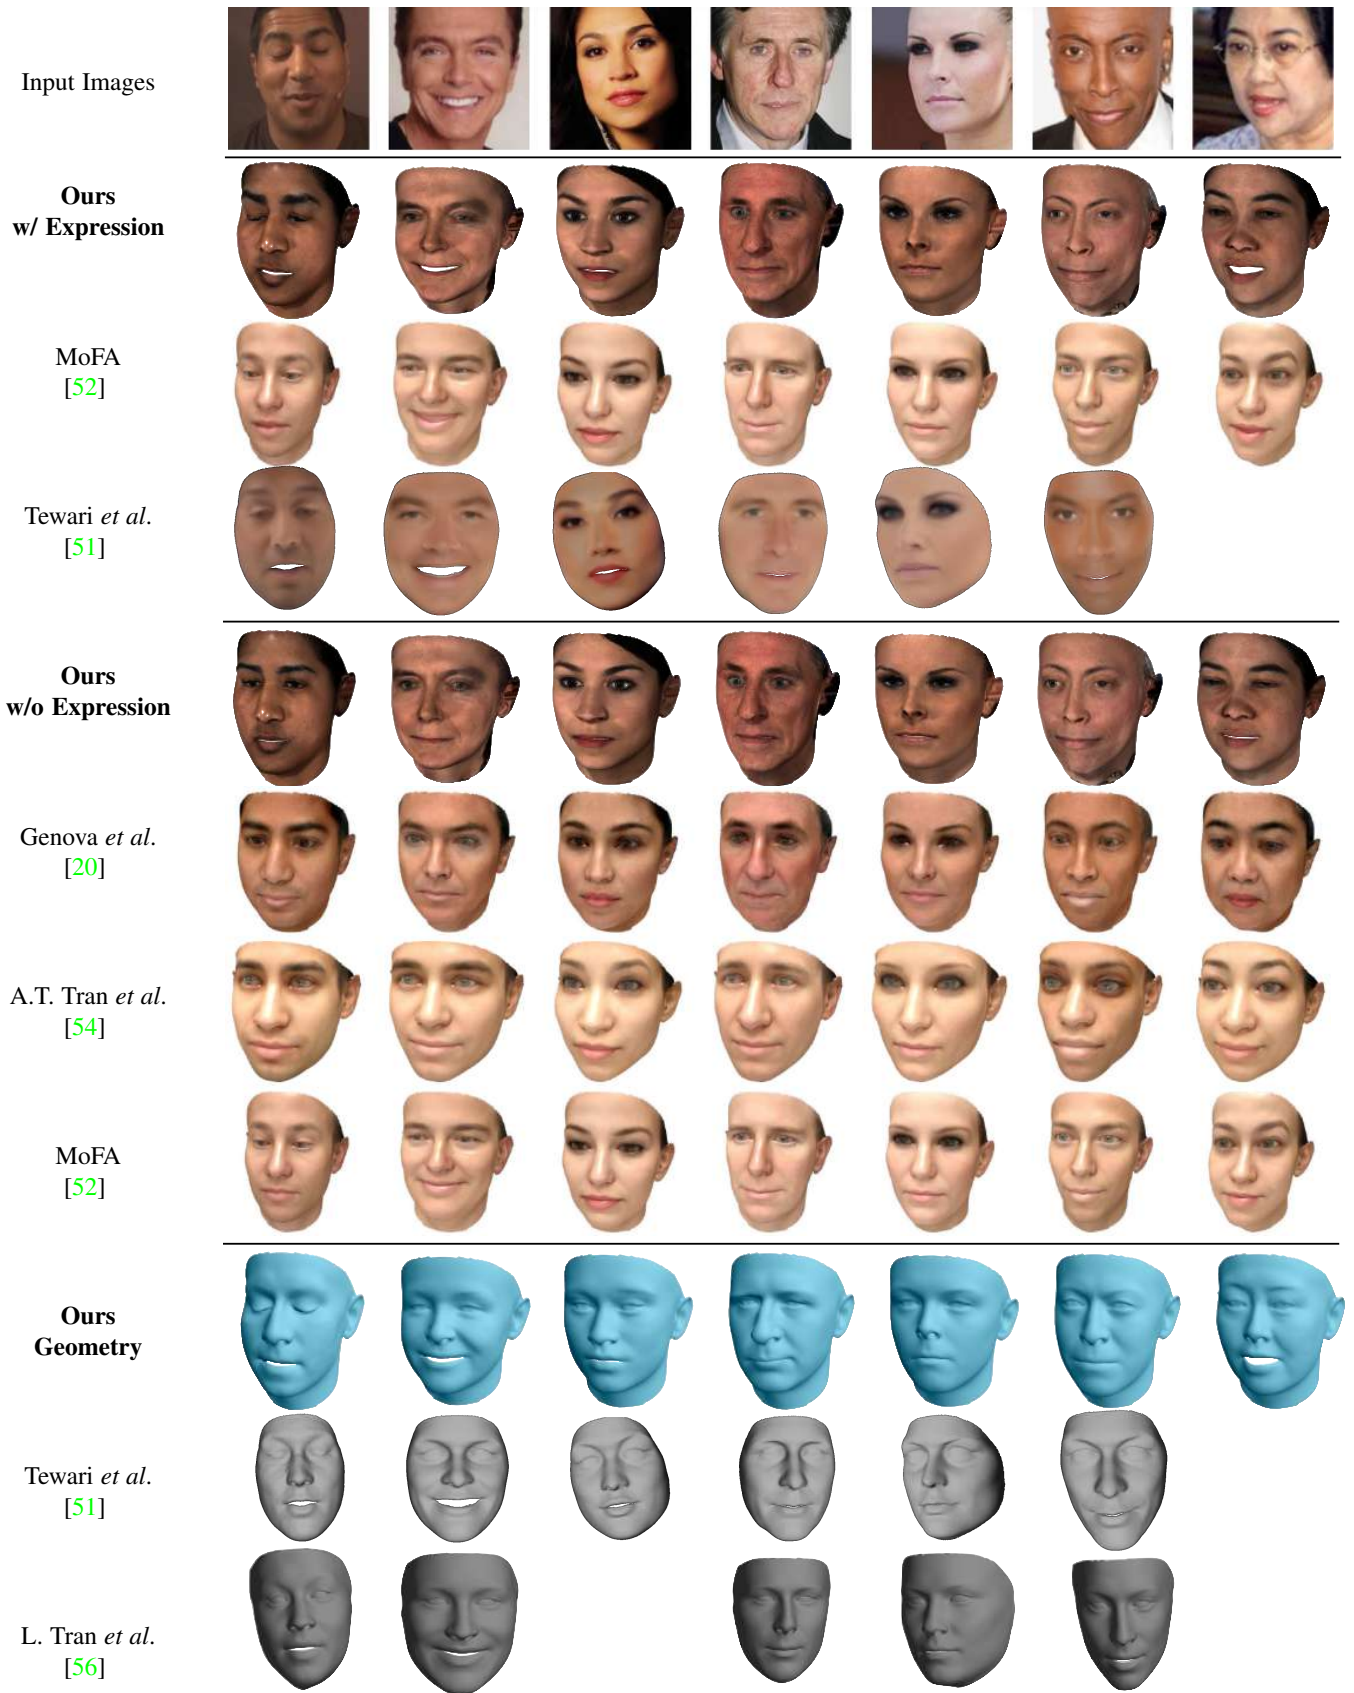 Input Images
Ours
w/ Expression
MoFA
[52]
Tewari et al.
[51]
Ours
w/o Expression
Genova et al.
[20]
A.T. Tran et al.
[54]
MoFA
[52]
Ours
Geometry
Tewari et al.
[51]
L. Tran et al.
[56]